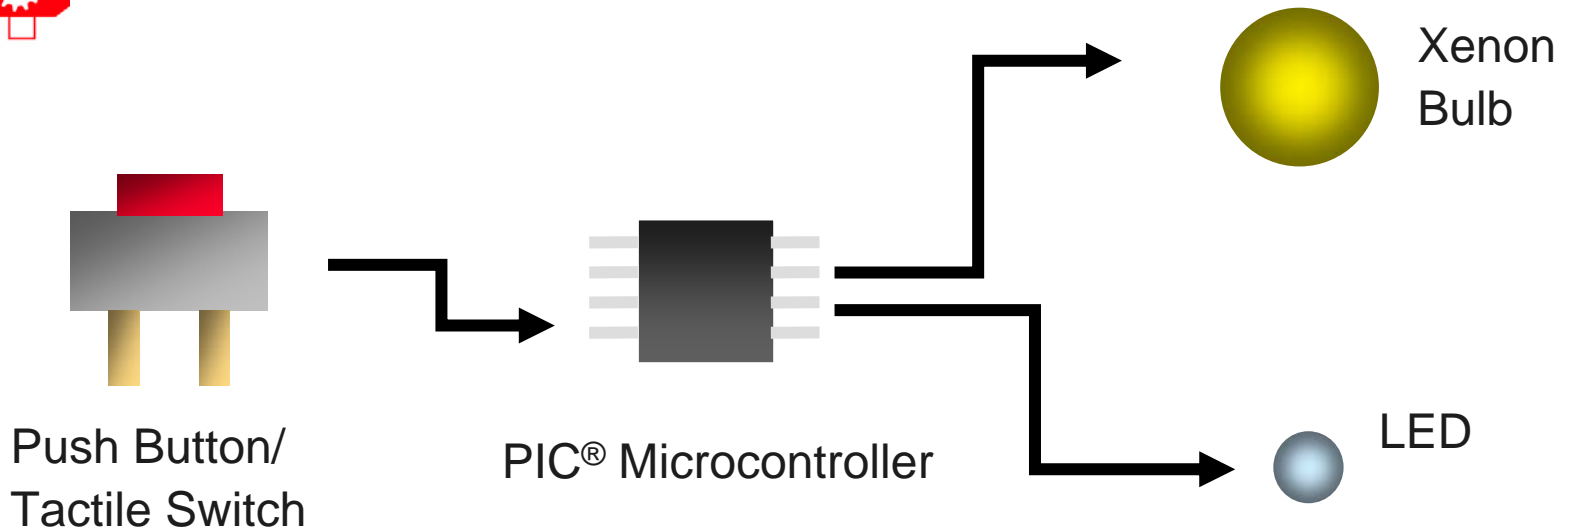 Xenon
Bulb
Push Button/
Tactile Switch
PIC® Microcontroller
LED